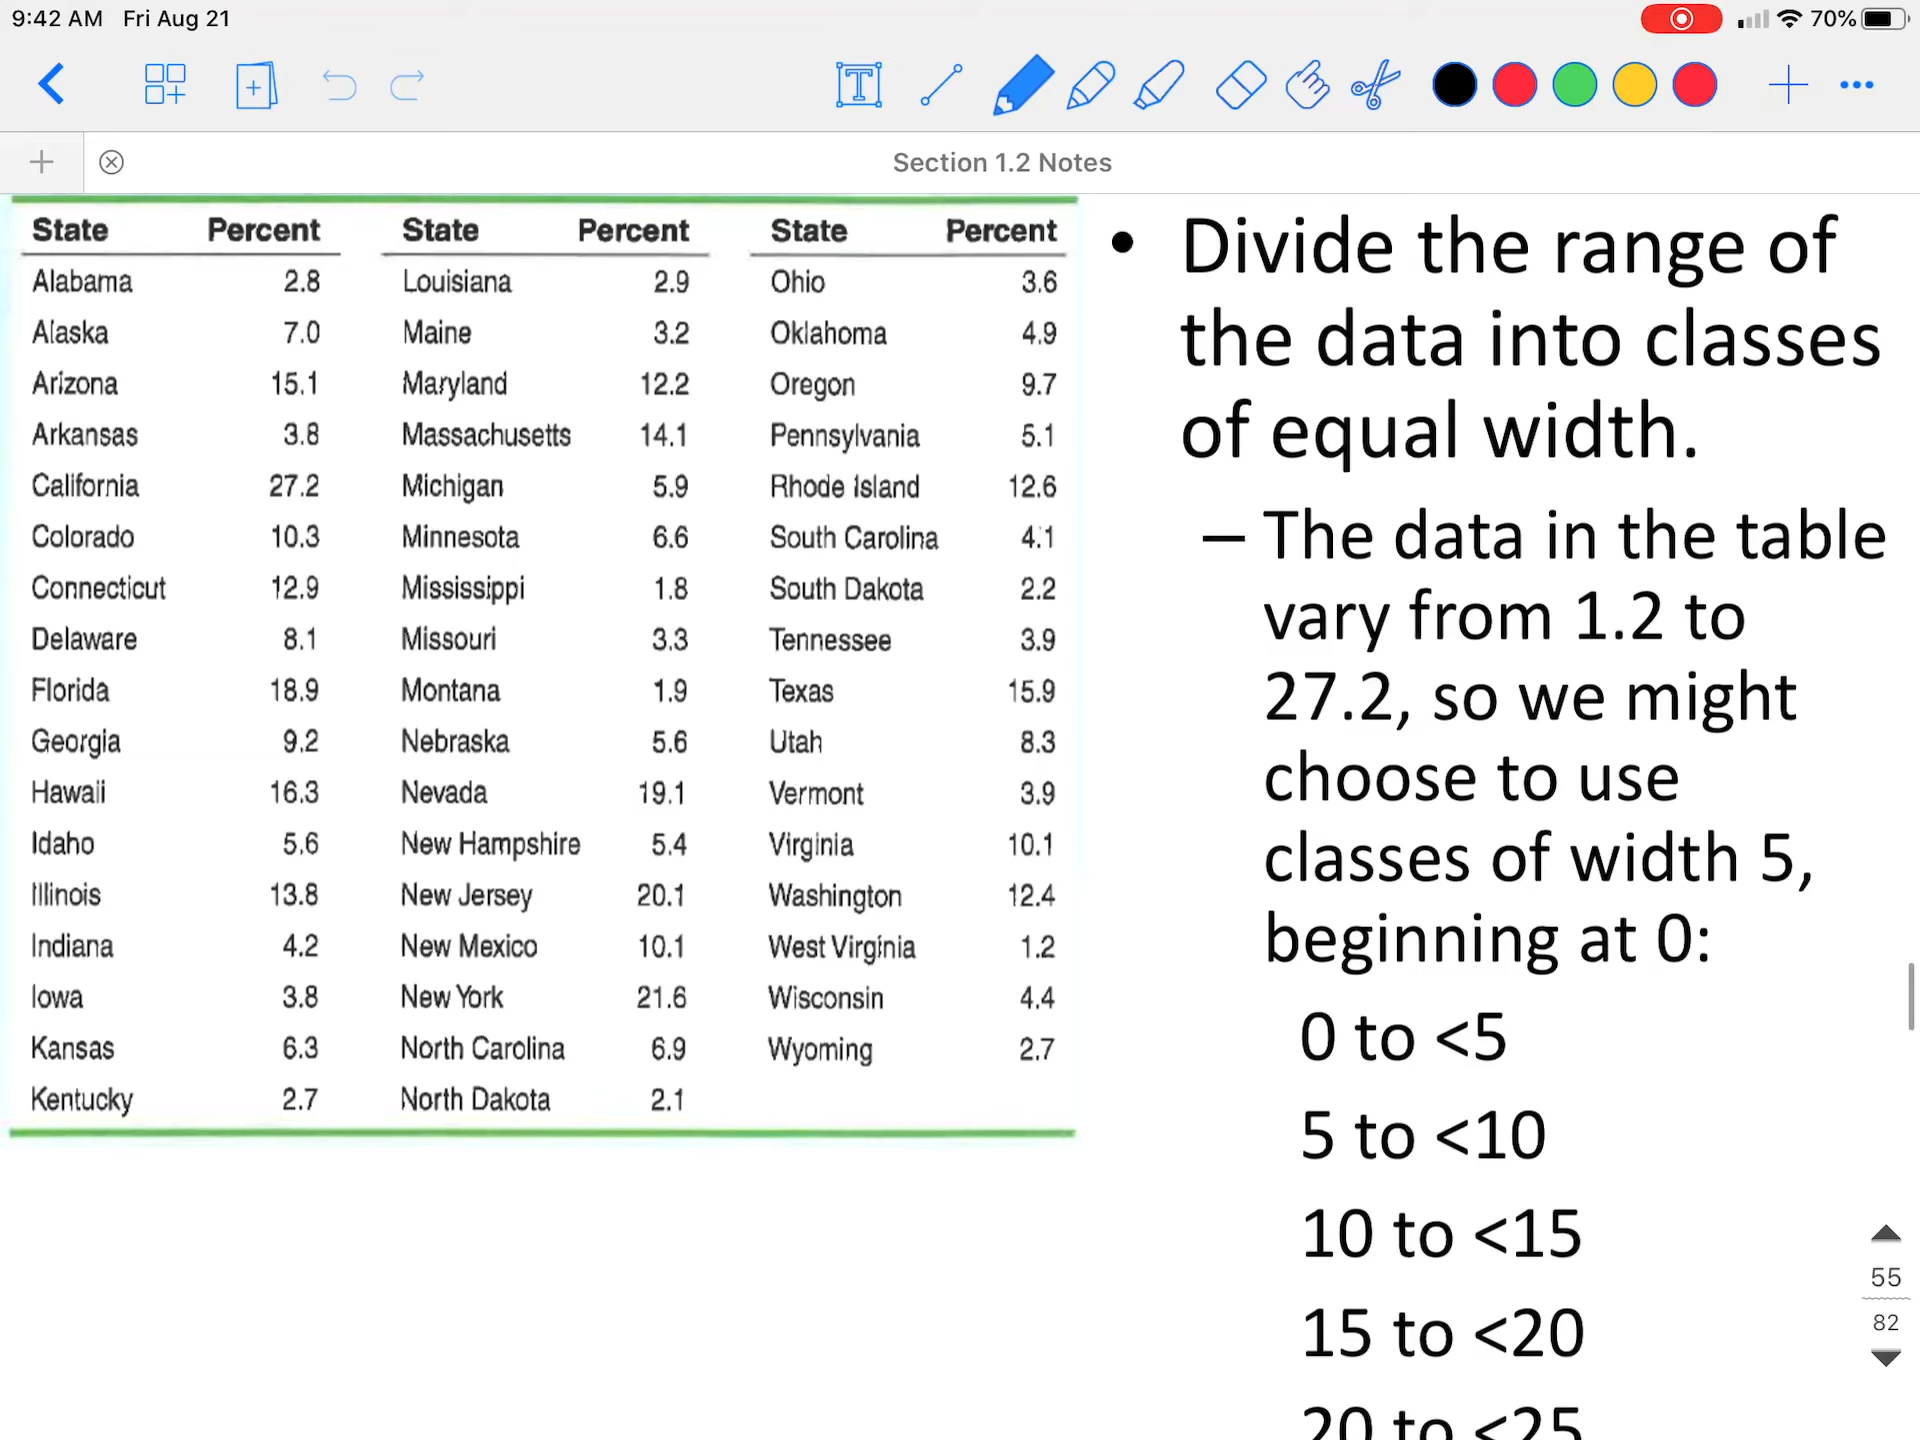 9:42 AM Fri Aug 21
70%
Section 1.2 Notes
State Percent State Percent State Percent
Alabama 2.8 Louisiana 2.9 Ohio 3.6
Alaska 7.0 Maine 3.2 Oklahoma 4.9
Arizona 15.1 Maryland 12.2 Oregon 9.7
Arkansas 3.8 Massachusetts 14.1 Pennsylvania 5.1
California 27.2 Michigan 5.9 Rhode Island 12.6
Colorado 10.3 Minnesota 6.6 South Carolina 4.1
Connecticut 12.9 Mississippi 1.8 South Dakota 2.2
Delaware 8.1 Missouri 3.3 Tennessee 3.9
Florida 18.9 Montana 1.9 Texas 15.9
Georgia 9.2 Nebraska 5.6 Utah 8.3
Hawaii 16.3 Nevada 19.1 Vermont 3.9
Idaho 5.6 New Hampshire 5.4 Virginia 10.1
Illinois 13.8 New Jersey 20.1 Washington 12.4
Indiana 4.2 New Mexico 10.1 West Virginia 1.2
Iowa 3.8 New York 21.6 Wisconsin 4.4
Kansas 6.3 North Carolina 6.9 Wyoming 2.7
Kentucky 2.7 North Dakota 2.1
• Divide the range of
the data into classes
of equal width.
– The data in the table
vary from 1.2 to
27.2, so we might
choose to use
classes of width 5,
beginning at 0:
0 to <5
5 to <10
10 to <15
15 to <20
20 to <25
55
82